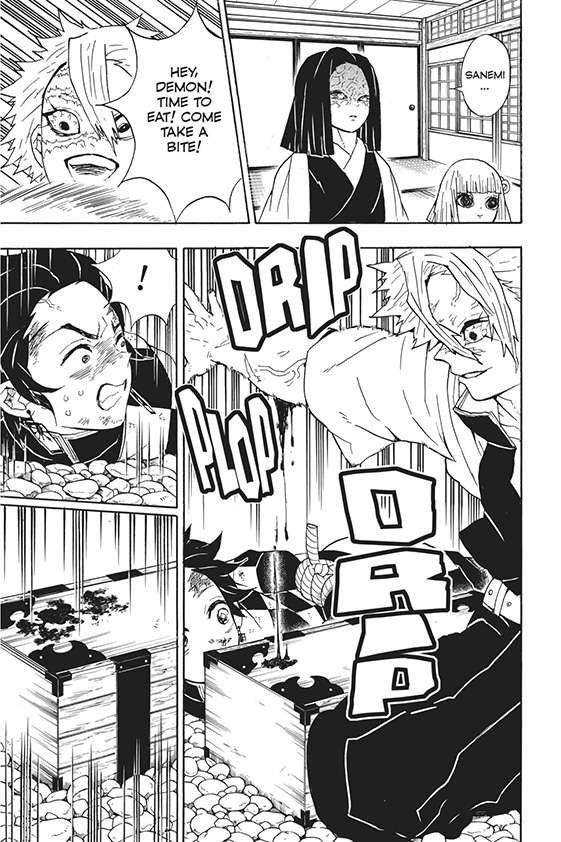 SANEMI
...
HEY,
DEMON!
TIME TO
EAT! COME
TAKE A
BITE!
DRIP
PLOP
DRIP
!